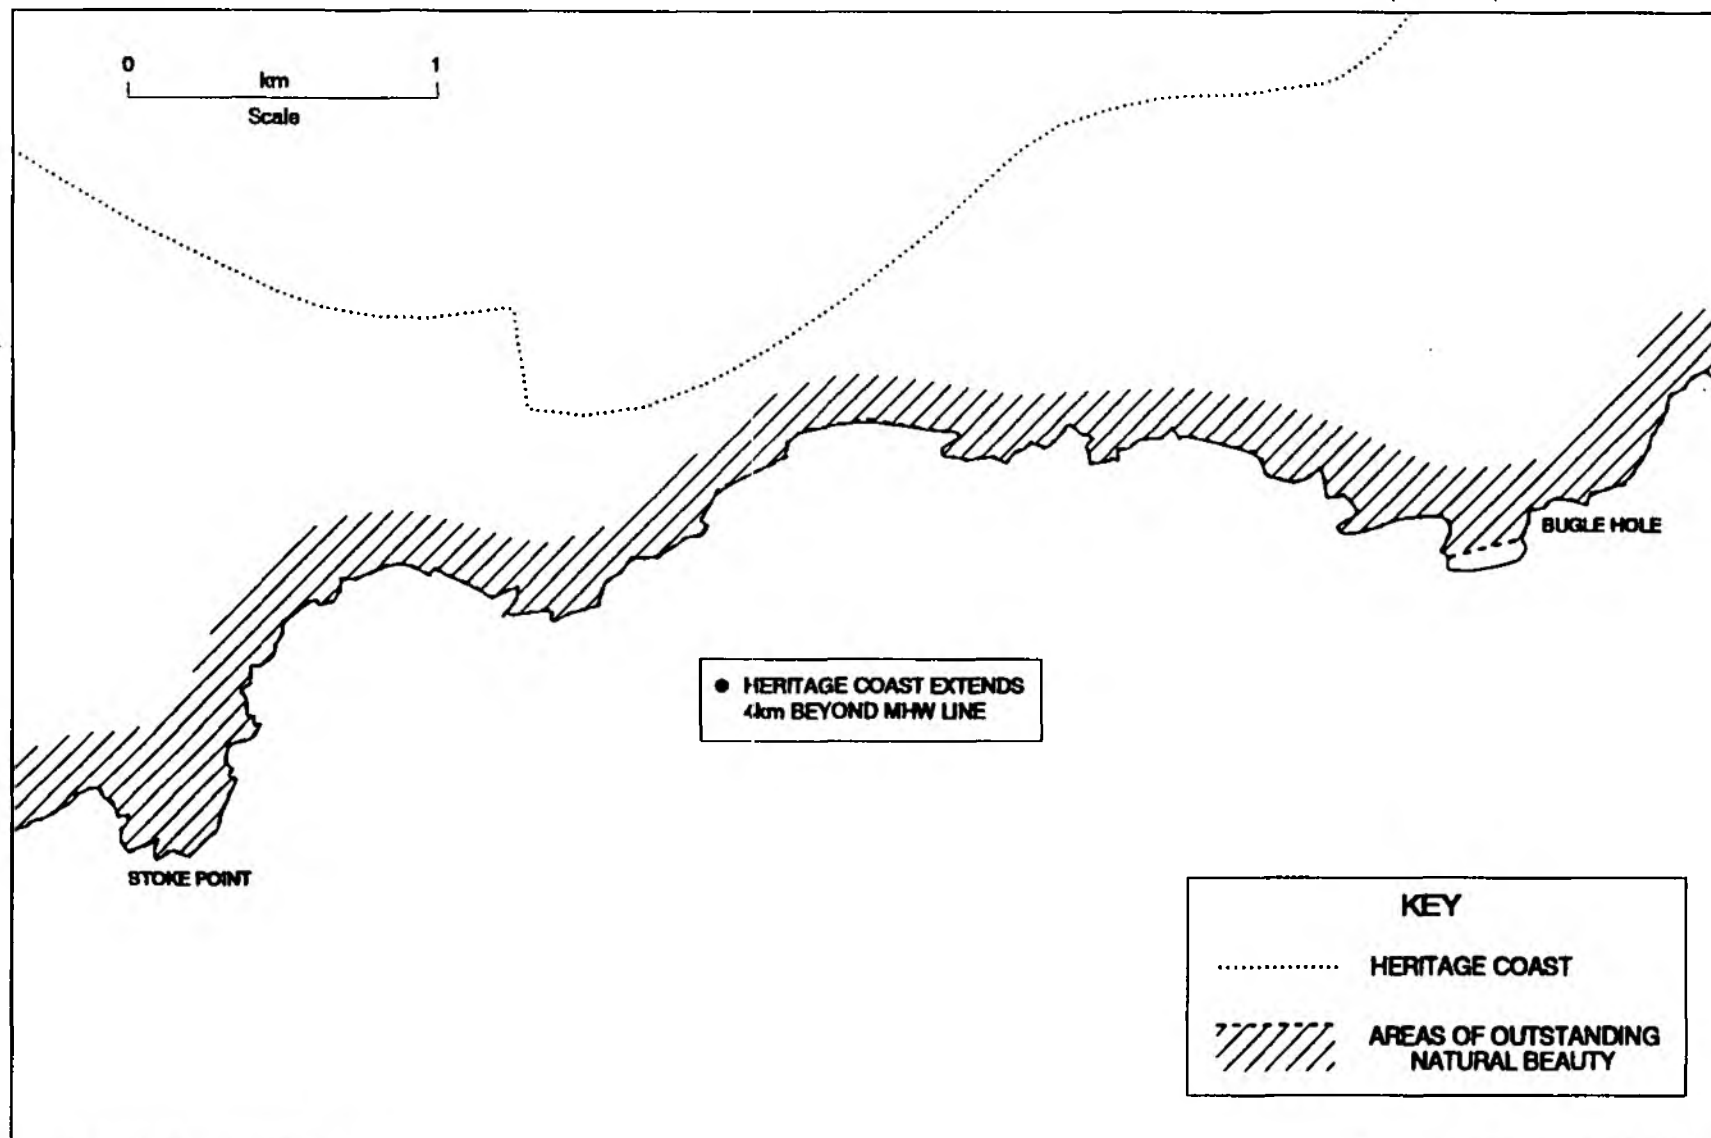 0 1
km
Scale
BUGLE HOLE
● HERITAGE COAST EXTENDS
4km BEYOND MHW LINE
STOKE POINT
KEY
HERITAGE COAST
AREAS OF OUTSTANDING
NATURAL BEAUTY